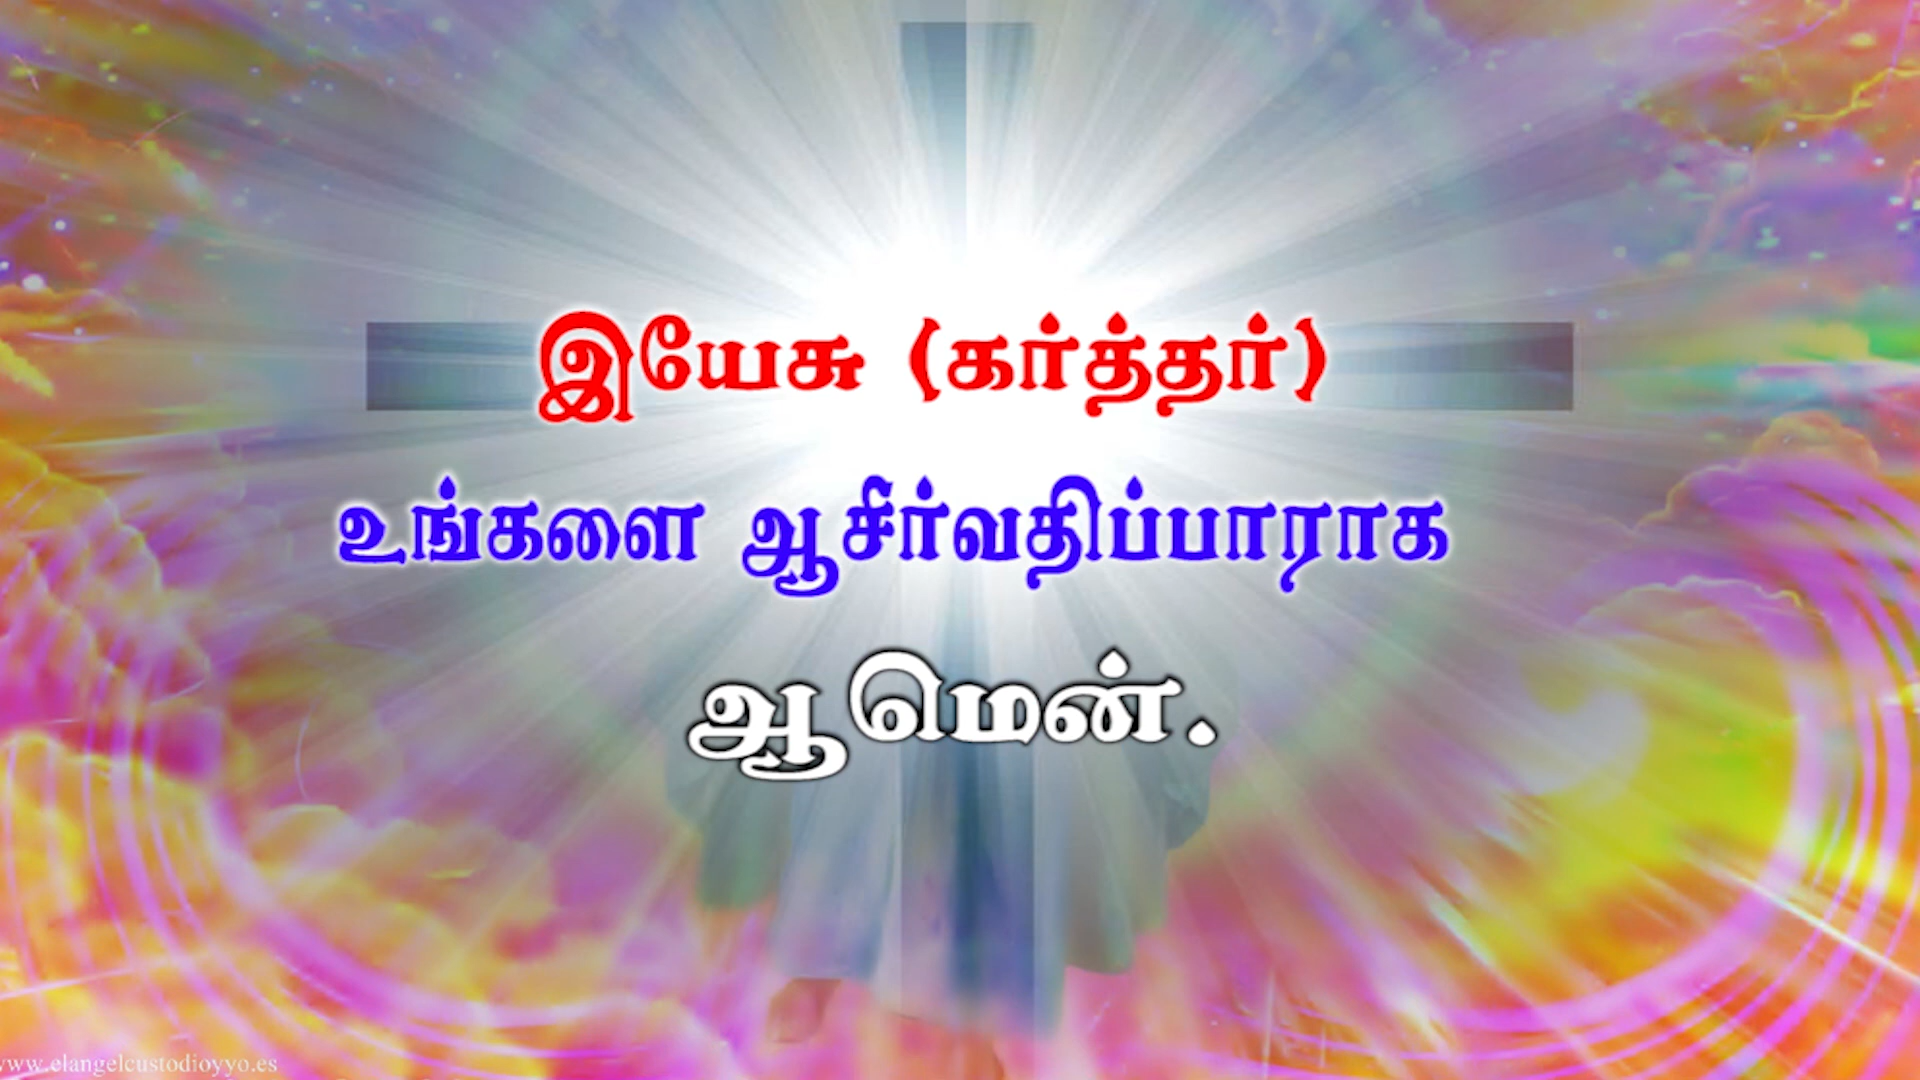 இயேசு (கர்த்தர்)
உங்களை ஆசிர்வதிப்பாராக
ஆமென்.
www.elangelcustodioyyo.es